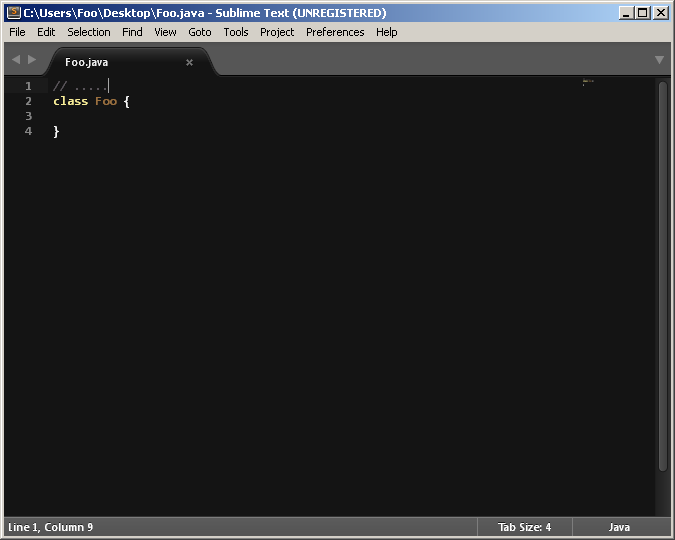 C:\Users\Foo\Desktop\Foo.java - Sublime Text (UNREGISTERED)
File Edit Selection Find View Goto Tools Project Preferences Help
Foo.java
1 // .....
2 class Foo {
3
4 }
Line 1, Column 9 Tab Size: 4 Java